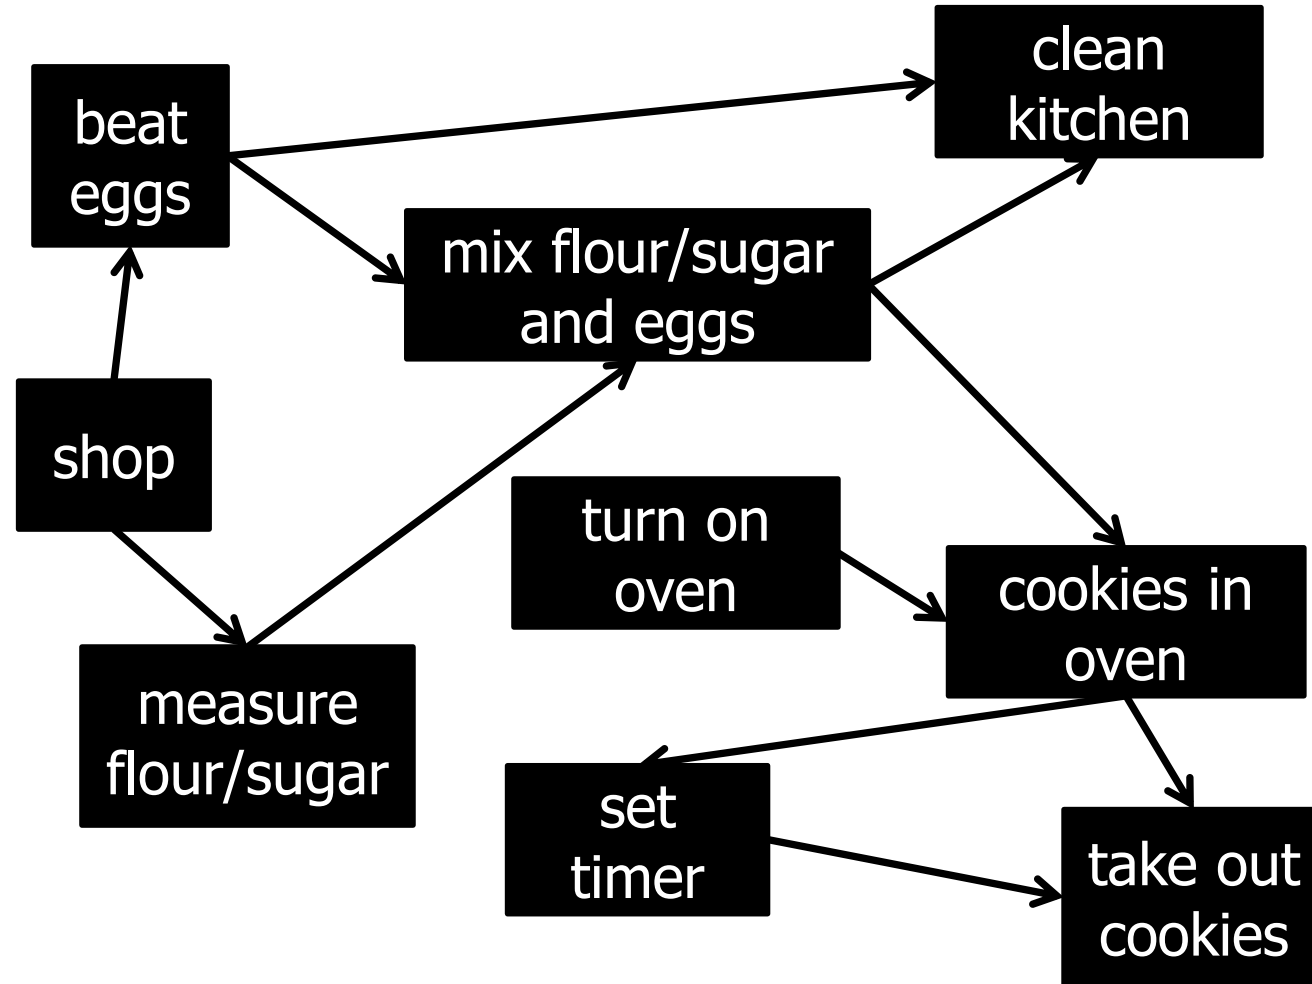 clean
kitchen
beat
eggs
mix flour/sugar
and eggs
shop
turn on
oven
cookies in
oven
measure
flour/sugar
set
timer
take out
cookies